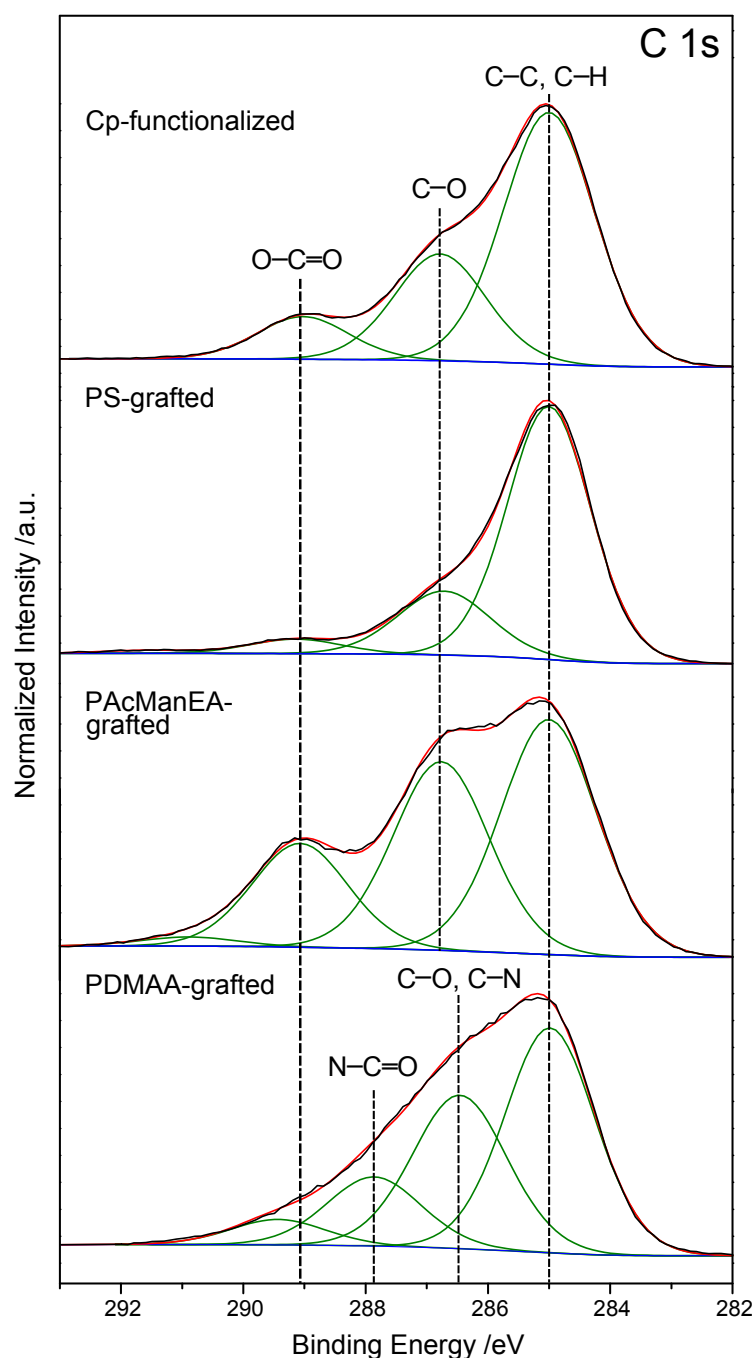 C 1s
C–C, C–H
Cp-functionalized
C–O
O–C=O
PS-grafted
PAcManEA-
grafted
PDMAA-grafted
C–O, C–N
N–C=O
Normalized Intensity /a.u.
292 290 288 286 284 282
Binding Energy /eV